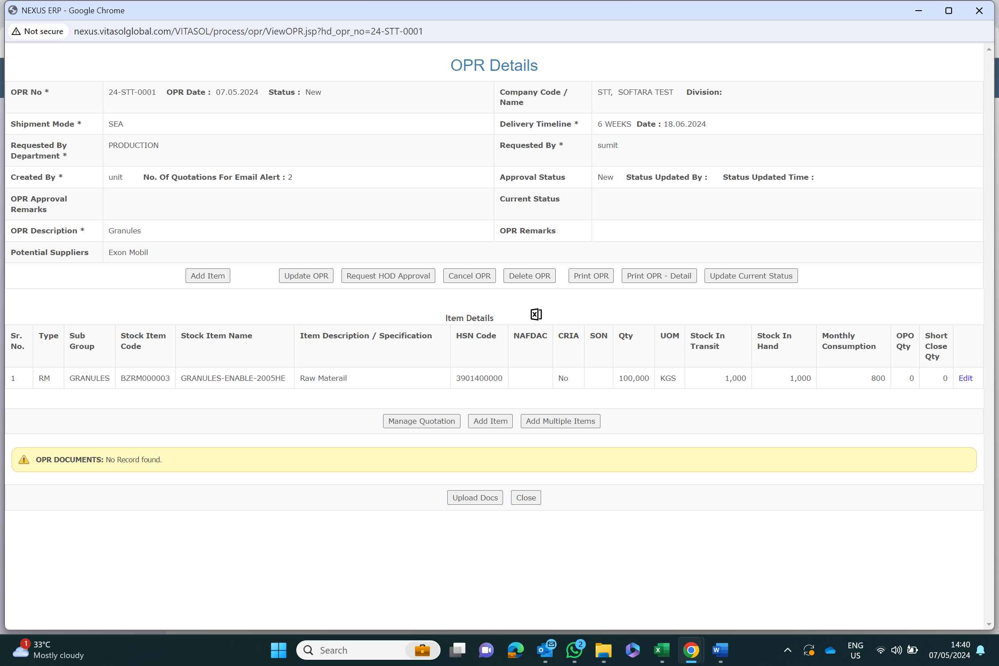 NEXUS ERP - Google Chrome
Not secure nexus.vitasolglobal.com/VITASOL/process/opr/ViewOPR.jsp?hd_opr_no=24-STT-0001
OPR Details
OPR No * 24-STT-0001 OPR Date : 07.05.2024 Status : New Company Code / Name STT, SOFTARA TEST Division:
Shipment Mode * SEA Delivery Timeline * 6 WEEKS Date : 18.06.2024
Requested By Department * PRODUCTION Requested By * sumit
Created By * unit No. Of Quotations For Email Alert : 2 Approval Status New Status Updated By : Status Updated Time :
OPR Approval Remarks Current Status
OPR Description * Granules OPR Remarks
Potential Suppliers Exon Mobil
Add Item Update OPR Request HOD Approval Cancel OPR Delete OPR Print OPR Print OPR - Detail Update Current Status
Item Details
Sr. No. Type Sub Group Stock Item Code Stock Item Name Item Description / Specification HSN Code NAFDAC CRIA SON Qty UOM Stock In Transit Stock In Hand Monthly Consumption OPO Qty Short Close Qty
1 RM GRANULES BZRM000003 GRANULES-ENABLE-2005HE Raw Materail 3901400000 No 100,000 KGS 1,000 1,000 800 0 0 Edit
Manage Quotation Add Item Add Multiple Items
OPR DOCUMENTS: No Record found.
Upload Docs Close
1 33°C
Mostly cloudy
Search
2
ENG
US
14:40
07/05/2024